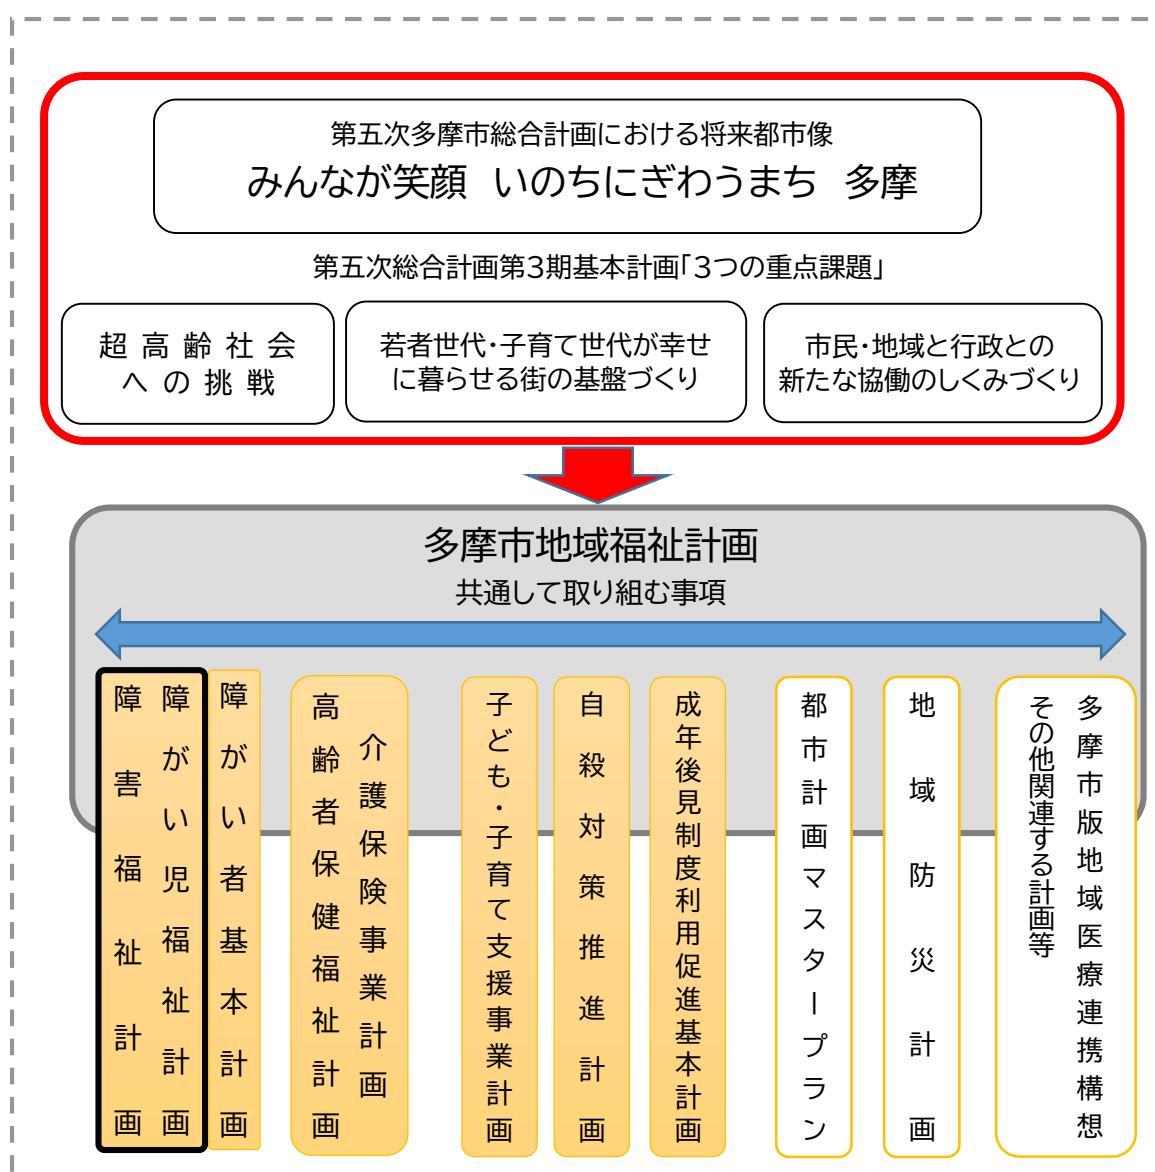 第五次多摩市総合計画における将来都市像
みんなが笑顔　いのちにぎわうまち　多摩
第五次総合計画第3期基本計画「3つの重点課題」
超高齢社会
への挑戦
若者世代・子育て世代が幸せ
に暮らせる街の基盤づくり
市民・地域と行政との
新たな協働のしくみづくり
多摩市地域福祉計画
共通して取り組む事項
障害福祉計画
障がい児福祉計画
障がい者基本計画
高齢者保健福祉計画
介護保険事業計画
子ども・子育て支援事業計画
自殺対策推進計画
成年後見制度利用促進基本計画
都市計画マスタープラン
地域防災計画
多摩市版地域医療連携構想
その他関連する計画等